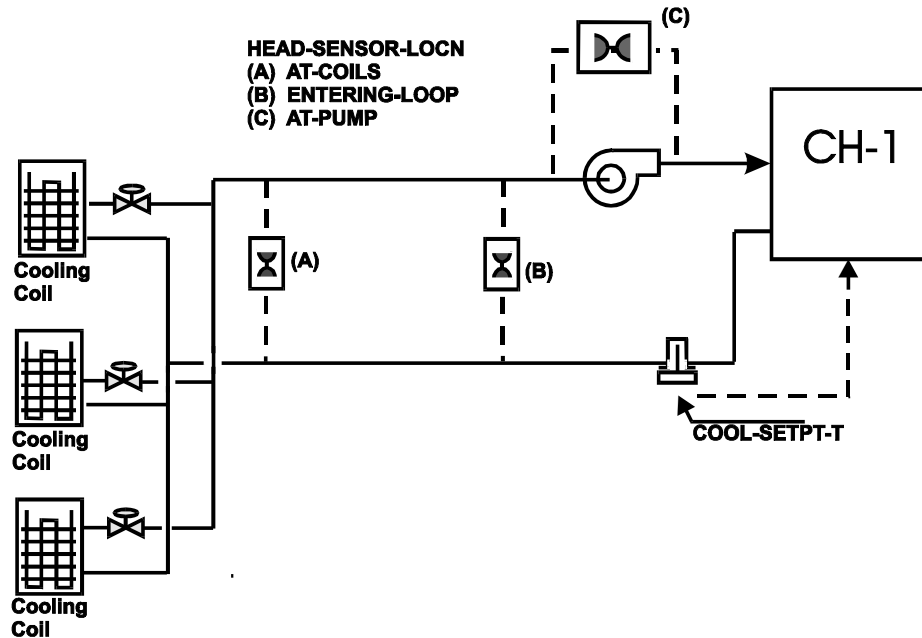 (C)
HEAD-SENSOR-LOCN
(A) AT-COILS
(B) ENTERING-LOOP
(C) AT-PUMP
CH-1
(A)
(B)
Cooling
Coil
Cooling
Coil
COOL-SETPT-T
Cooling
Coil